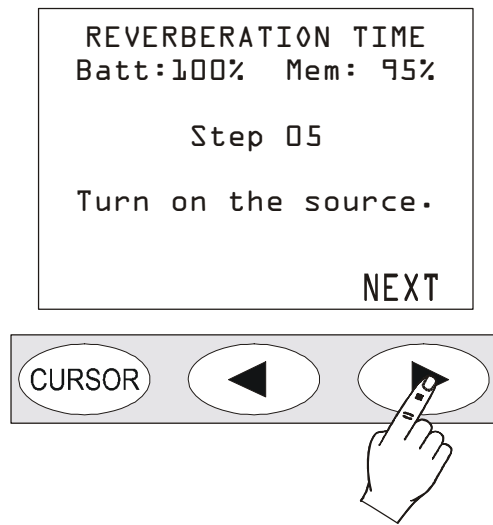 REVERBERATION TIME
Batt:100% Mem: 95%
Step 05
Turn on the source.
NEXT
CURSOR